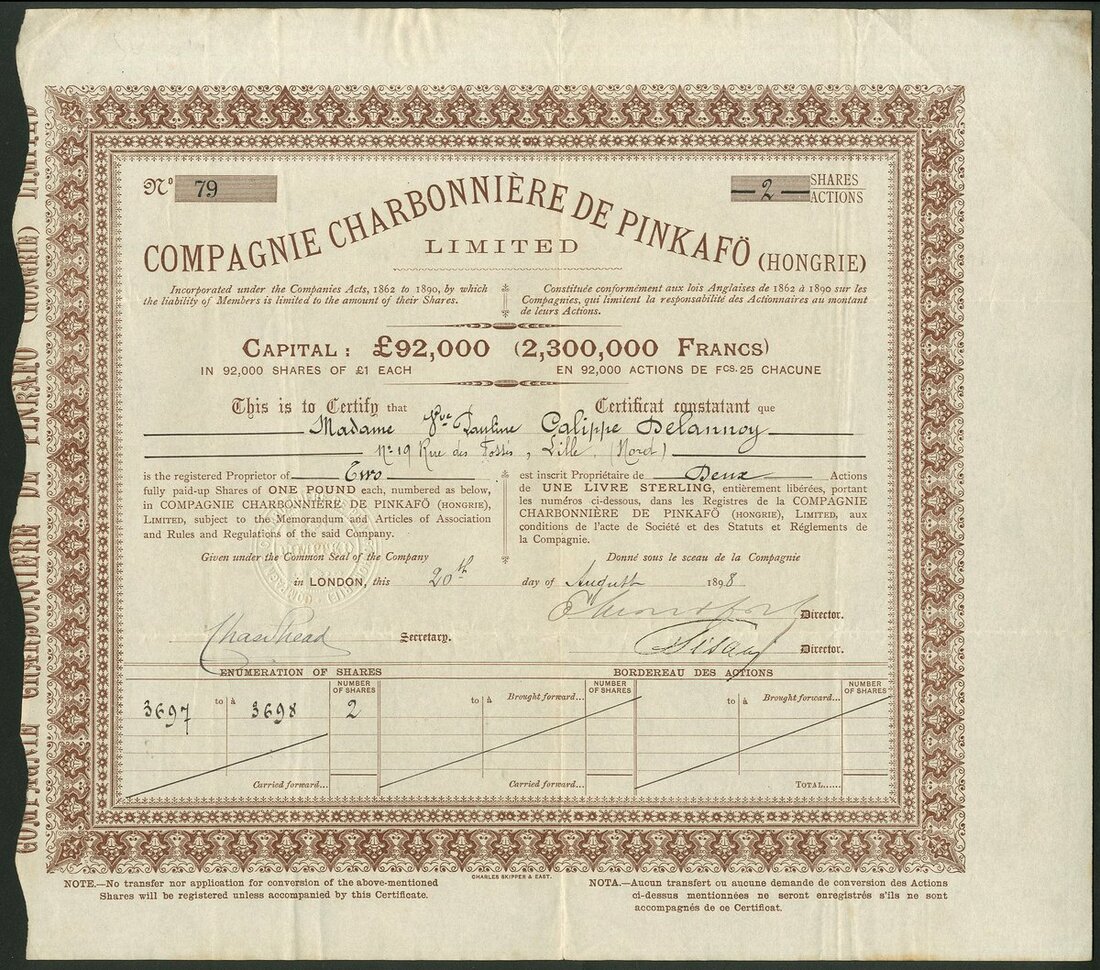 COMPAGNIE CHARBONNIÈRE DE PINKAFÖ (HONGRIE) LIMITED
Nº 79
2 SHARES
ACTIONS
COMPAGNIE CHARBONNIÈRE DE PINKAFÖ (HONGRIE)
LIMITED
Incorporated under the Companies Acts, 1862 to 1890, by which
the liability of Members is limited to the amount of their Shares.
Constituée conformément aux lois Anglaises de 1862 à 1890 sur les
Compagnies, qui limitent la responsabilité des Actionnaires au montant
de leurs Actions.
CAPITAL: £92,000 (2,300,000 FRANCS)
IN 92,000 SHARES OF £1 EACH
EN 92,000 ACTIONS DE Fcs. 25 CHACUNE
This is to Certify that
Certificat constatant que
Madame Vve Pauline Calippe Delannoy
No 19 Rue des Fossés, Lille, (Nord)
is the registered Proprietor of Two
fully paid-up Shares of ONE POUND each, numbered as below,
in COMPAGNIE CHARBONNIÈRE DE PINKAFÖ (HONGRIE),
LIMITED, subject to the Memorandum and Articles of Association
and Rules and Regulations of the said Company.
est inscrit Propriétaire de Deux Actions
de UNE LIVRE STERLING, entièrement libérées, portant
les numéros ci-dessous, dans les Registres de la COMPAGNIE
CHARBONNIÈRE DE PINKAFÖ (HONGRIE), LIMITED, aux
conditions de l'acte de Société et des Statuts et Réglements de
la Compagnie.
Given under the Common Seal of the Company
Donné sous le sceau de la Compagnie
in LONDON, this 20th day of August 1898
Director.
Secretary.
Director.
ENUMERATION OF SHARES
BORDEREAU DES ACTIONS
NUMBER OF SHARES
Brought forward...
NUMBER OF SHARES
Brought forward...
NUMBER OF SHARES
3697 to à 3698 2
to à
to à
Carried forward...
Carried forward...
TOTAL......
CHARLES SKIPPER & EAST.
NOTE.—No transfer nor application for conversion of the above-mentioned
Shares will be registered unless accompanied by this Certificate.
NOTA.—Aucun transfert ou aucune demande de conversion des Actions
ci-dessus mentionnées ne seront enregistrés s'ils ne sont
accompagnés de ce Certificat.